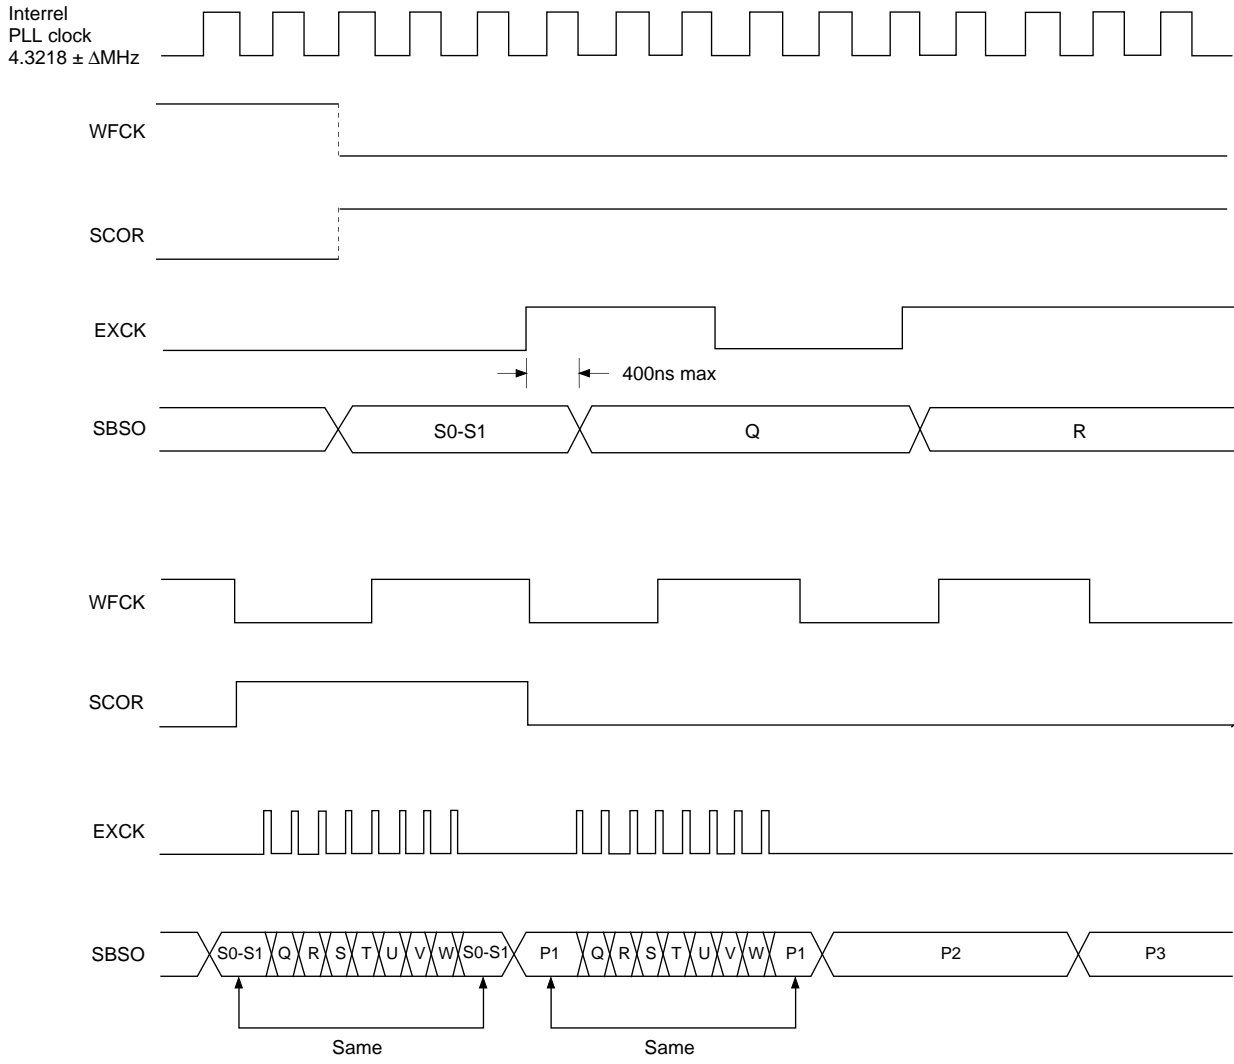 Interrel
PLL clock
4.3218 ± ΔMHz
WFCK
SCOR
EXCK
400ns max
SBSO S0-S1 Q R
WFCK
SCOR
EXCK
SBSO S0-S1 Q R S T U V W S0-S1 P1 Q R S T U V W P1 P2 P3
Same Same